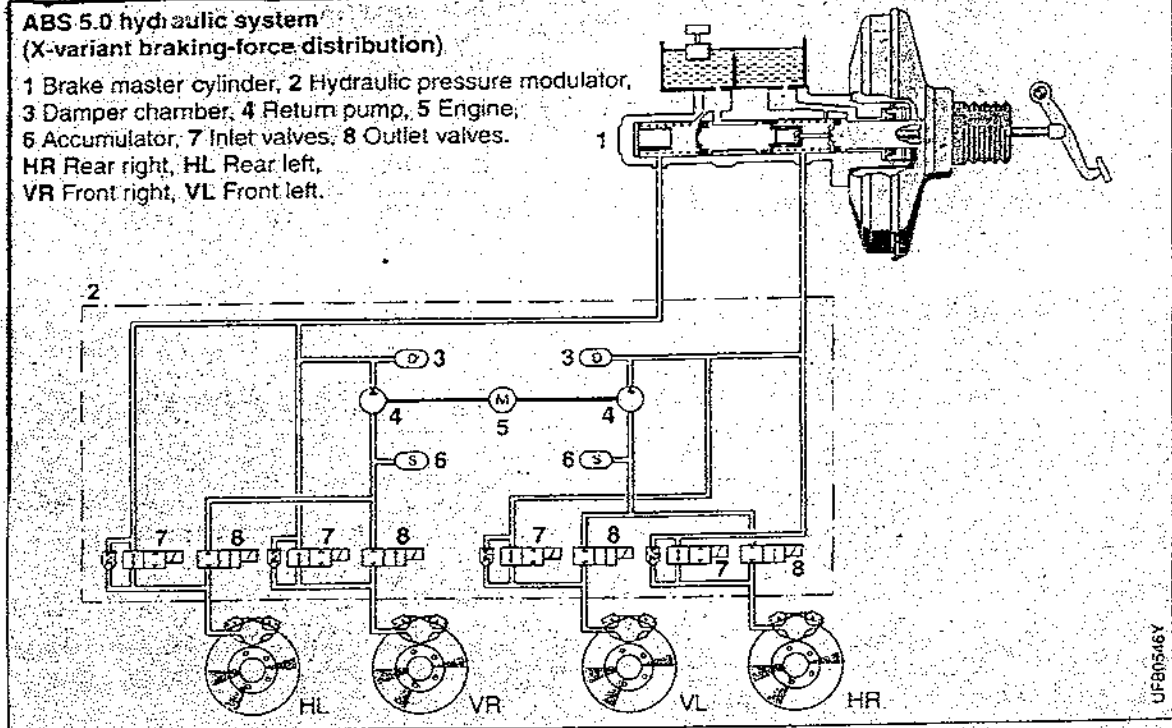 ABS 5.0 hydraulic system
(X-variant braking-force distribution)
1 Brake master cylinder, 2 Hydraulic pressure modulator,
3 Damper chamber, 4 Return pump, 5 Engine,
6 Accumulator, 7 Inlet valves, 8 Outlet valves.
HR Rear right, HL Rear left,
VR Front right, VL Front left.
1
2
D 3
3 D
4
M
5
4
S 6
6 S
7
8
7
8
7
8
7
8
HL
VR
VL
HR
UFB0546Y